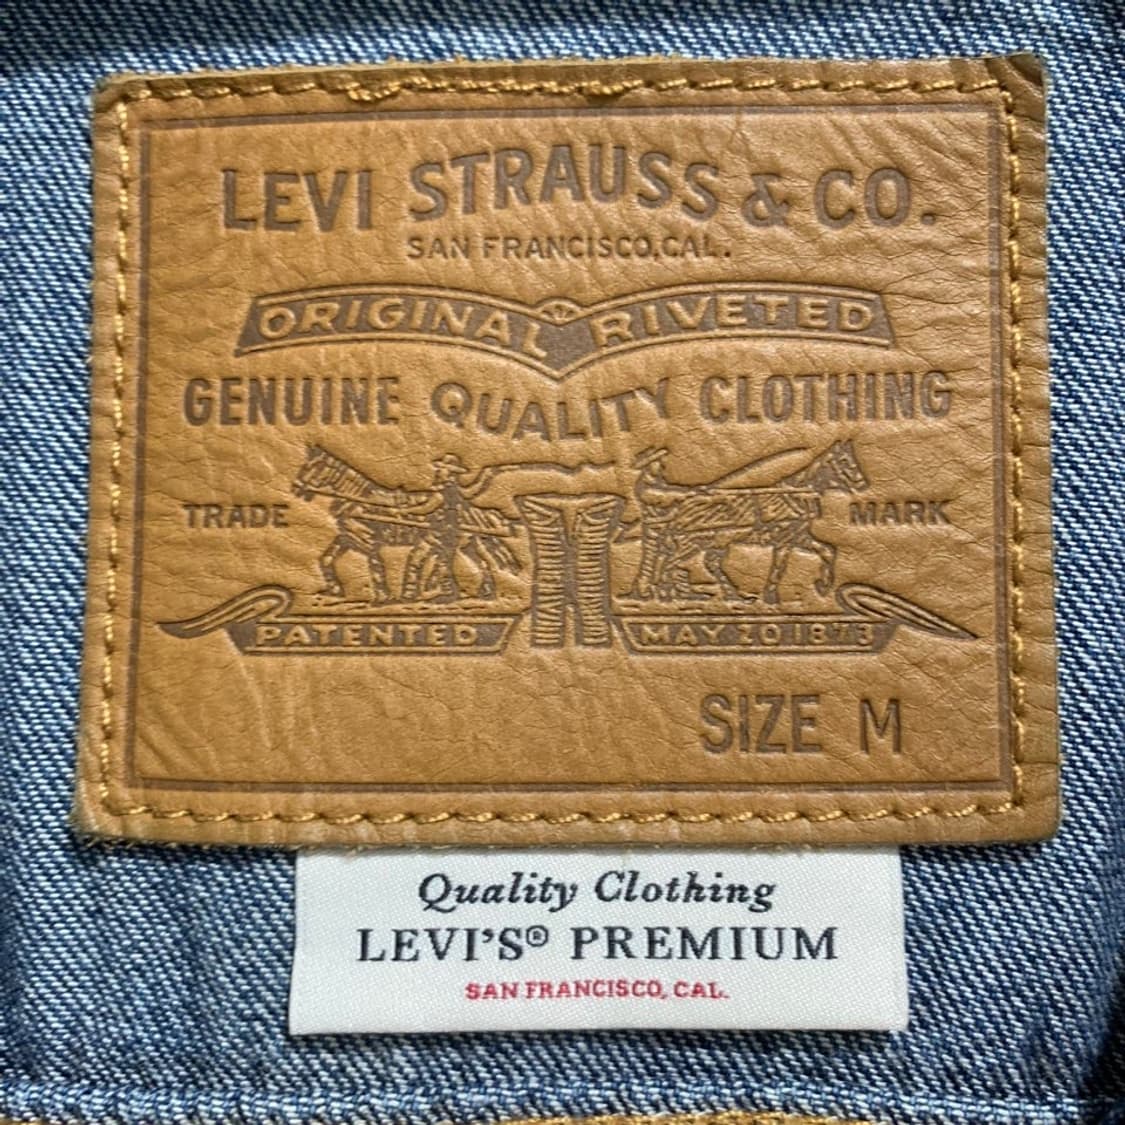 LEVI STRAUSS & CO.
SAN FRANCISCO, CAL.
ORIGINAL RIVETED
GENUINE QUALITY CLOTHING
TRADE MARK
PATENTED MAY 20 1873
SIZE M
Quality Clothing
LEVI'S® PREMIUM
SAN FRANCISCO, CAL.